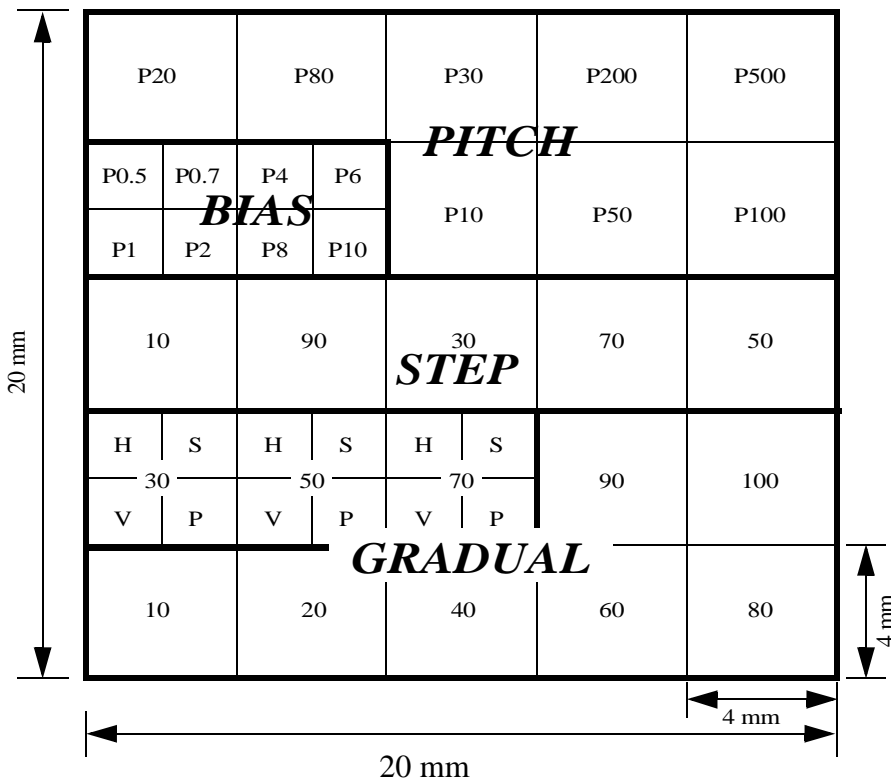 P20 P80 P30 P200 P500
PITCH
P0.5 P0.7 P4 P6
BIAS
P10 P50 P100
P1 P2 P8 P10
10 90 30 70 50
STEP
20 mm
H S H S H S
30 50 70 90 100
V P V P V P
GRADUAL
10 20 40 60 80
4 mm
4 mm
20 mm